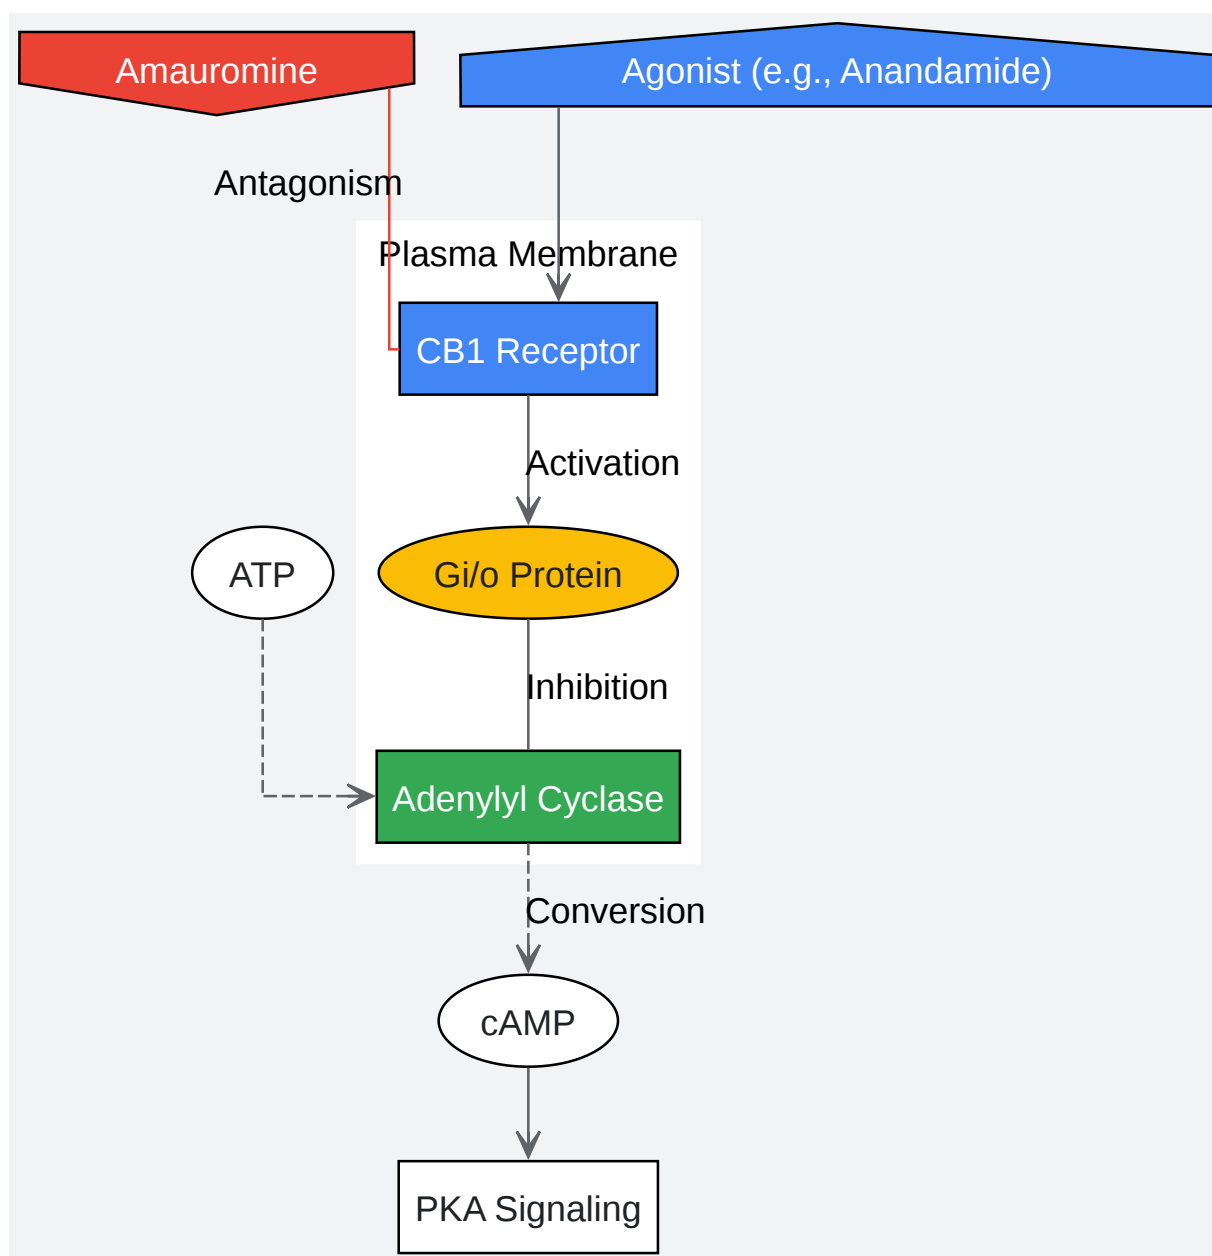 Amauromine
Agonist (e.g., Anandamide)
Antagonism
Plasma Membrane
CB1 Receptor
Activation
ATP
Gi/o Protein
Inhibition
Adenylyl Cyclase
Conversion
cAMP
PKA Signaling